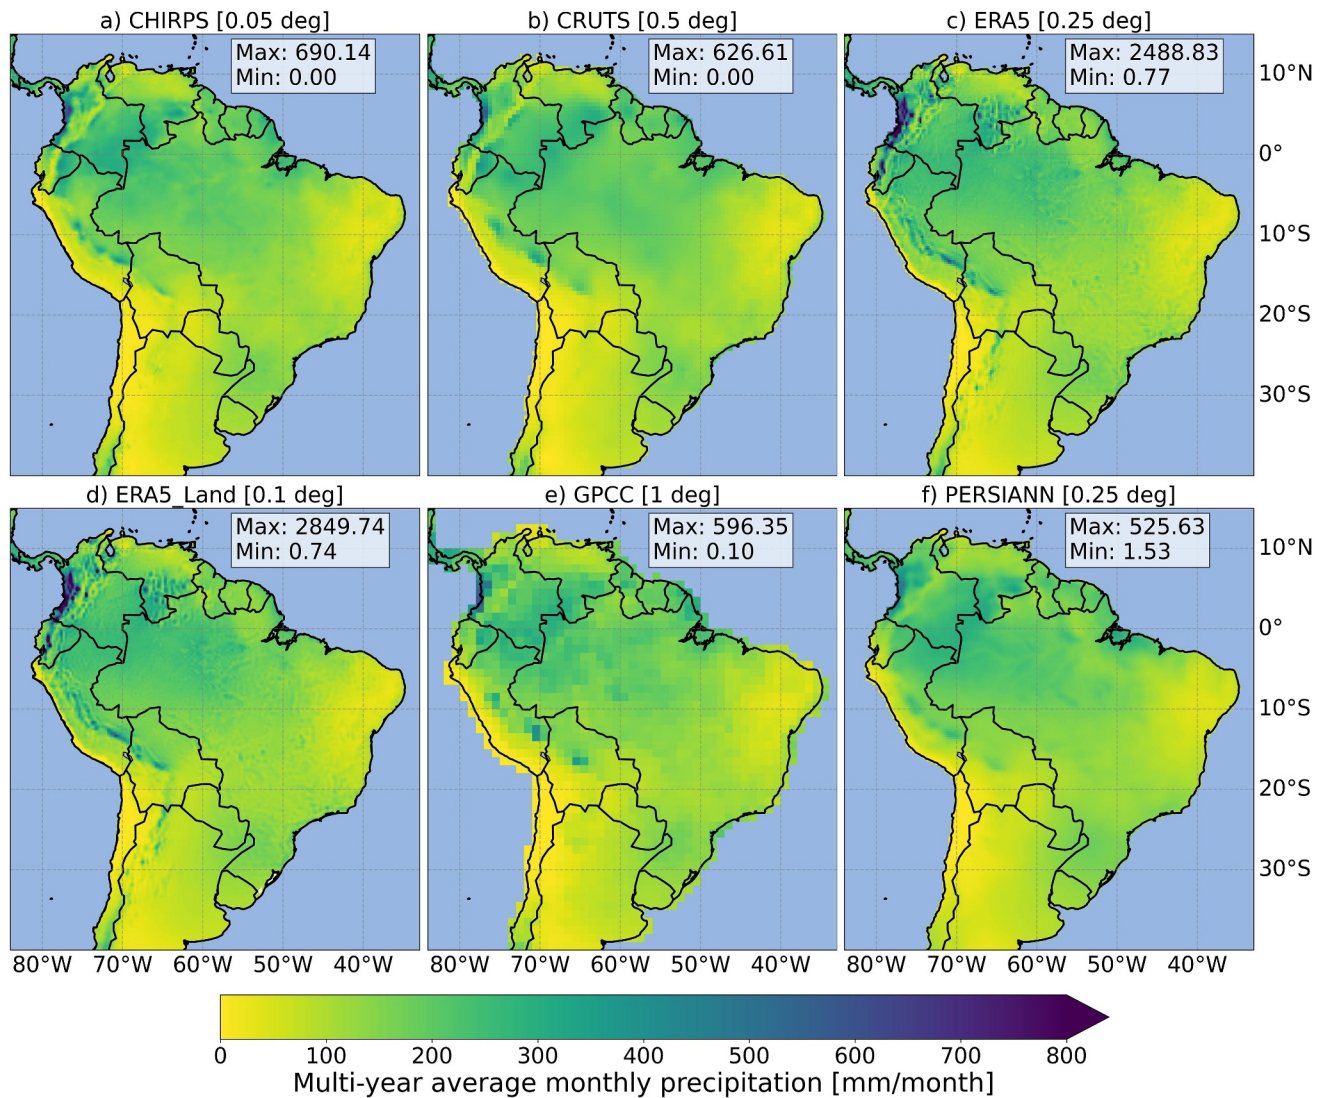 a) CHIRPS [0.05 deg]
b) CRUTS [0.5 deg]
c) ERA5 [0.25 deg]
Max: 690.14
Min: 0.00
Max: 626.61
Min: 0.00
Max: 2488.83
Min: 0.77
10°N
0°
10°S
20°S
30°S
d) ERA5_Land [0.1 deg]
e) GPCC [1 deg]
f) PERSIANN [0.25 deg]
Max: 2849.74
Min: 0.74
Max: 596.35
Min: 0.10
Max: 525.63
Min: 1.53
10°N
0°
10°S
20°S
30°S
80°W 70°W 60°W 50°W 40°W
80°W 70°W 60°W 50°W 40°W
80°W 70°W 60°W 50°W 40°W
0 100 200 300 400 500 600 700 800
Multi-year average monthly precipitation [mm/month]